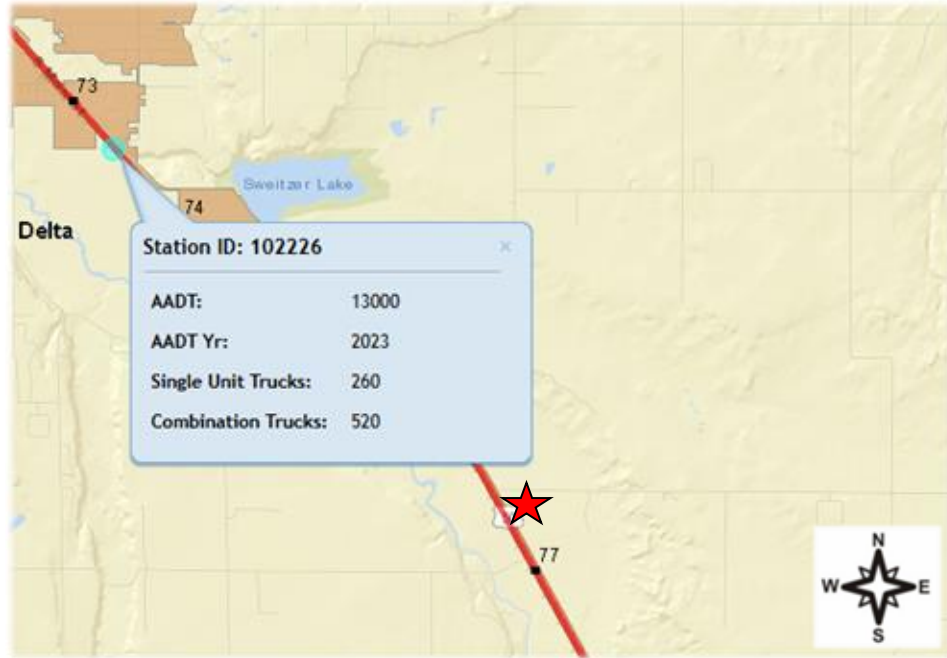 73
Sweitzer Lake
74
Delta
Station ID: 102226 ×
AADT: 13000
AADT Yr: 2023
Single Unit Trucks: 260
Combination Trucks: 520
77
N
W E
S